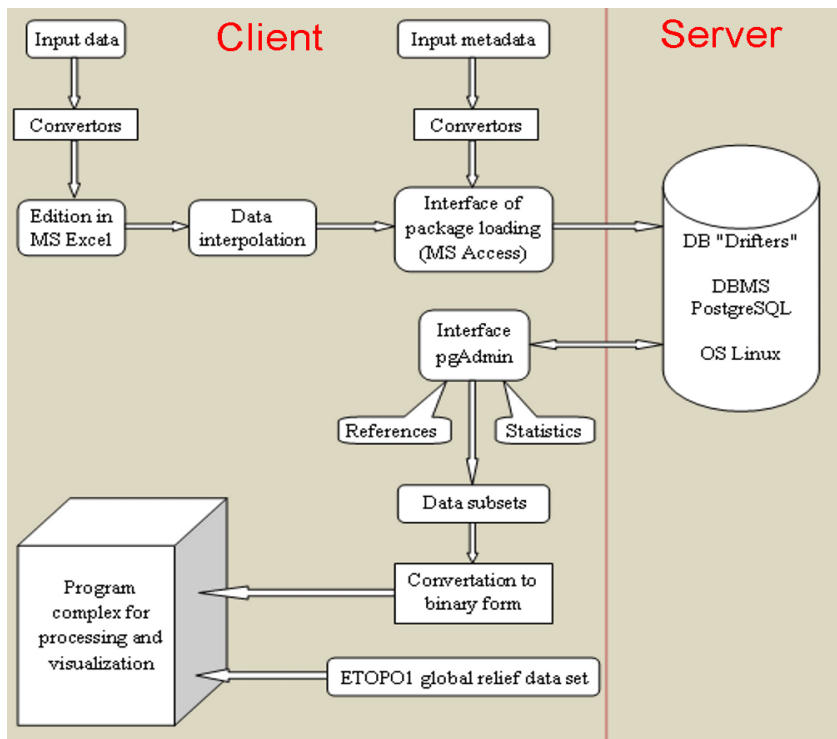 Client
Server
Input data
Input metadata
Convertors
Convertors
Edition in
MS Excel
Data
interpolation
Interface of
package loading
(MS Access)
DB "Drifters"
DBMS
PostgreSQL
OS Linux
Interface
pgAdmin
References
Statistics
Data subsets
Convertation to
binary form
Program
complex for
processing and
visualization
ETOPO1 global relief data set